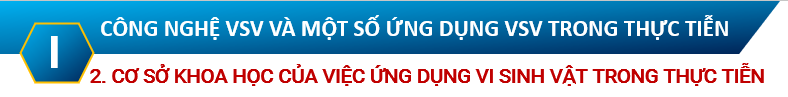 I
CÔNG NGHỆ VSV VÀ MỘT SỐ ỨNG DỤNG VSV TRONG THỰC TIỄN
2. CƠ SỞ KHOA HỌC CỦA VIỆC ỨNG DỤNG VI SINH VẬT TRONG THỰC TIỄN